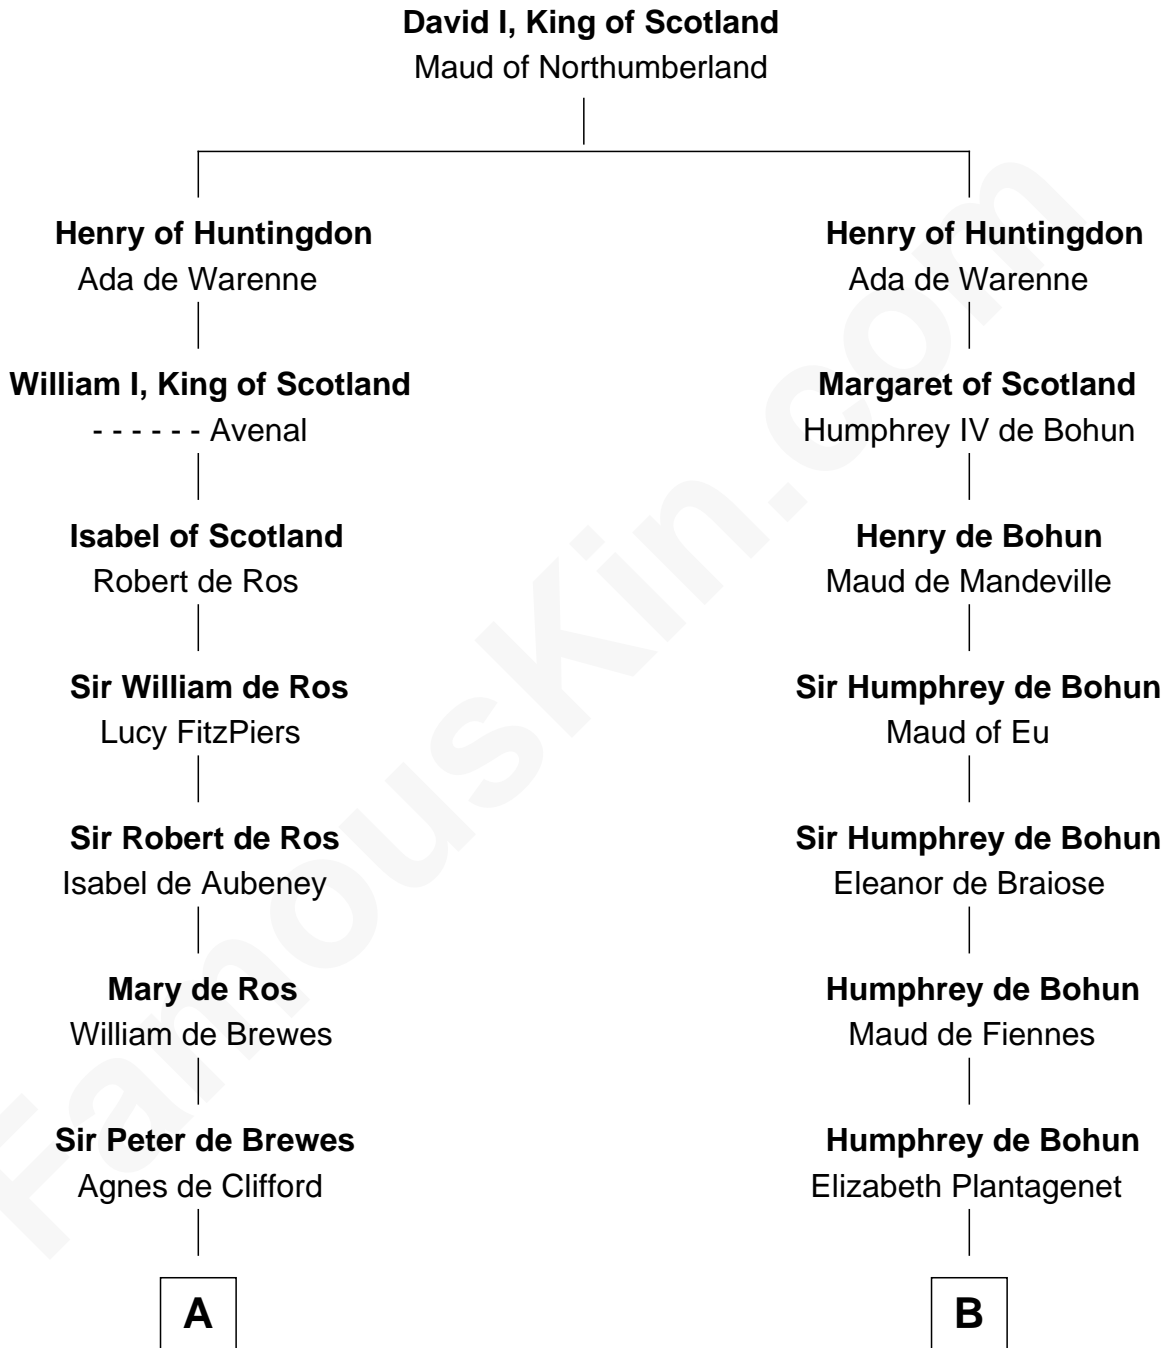 David I, King of Scotland
Maud of Northumberland
Henry of Huntingdon
Ada de Warenne
William I, King of Scotland
- - - - - - Avenal
Isabel of Scotland
Robert de Ros
Sir William de Ros
Lucy FitzPiers
Sir Robert de Ros
Isabel de Aubeney
Mary de Ros
William de Brewes
Sir Peter de Brewes
Agnes de Clifford
A
Henry of Huntingdon
Ada de Warenne
Margaret of Scotland
Humphrey IV de Bohun
Henry de Bohun
Maud de Mandeville
Sir Humphrey de Bohun
Maud of Eu
Sir Humphrey de Bohun
Eleanor de Braiose
Humphrey de Bohun
Maud de Fiennes
Humphrey de Bohun
Elizabeth Plantagenet
B
FamousKin.com